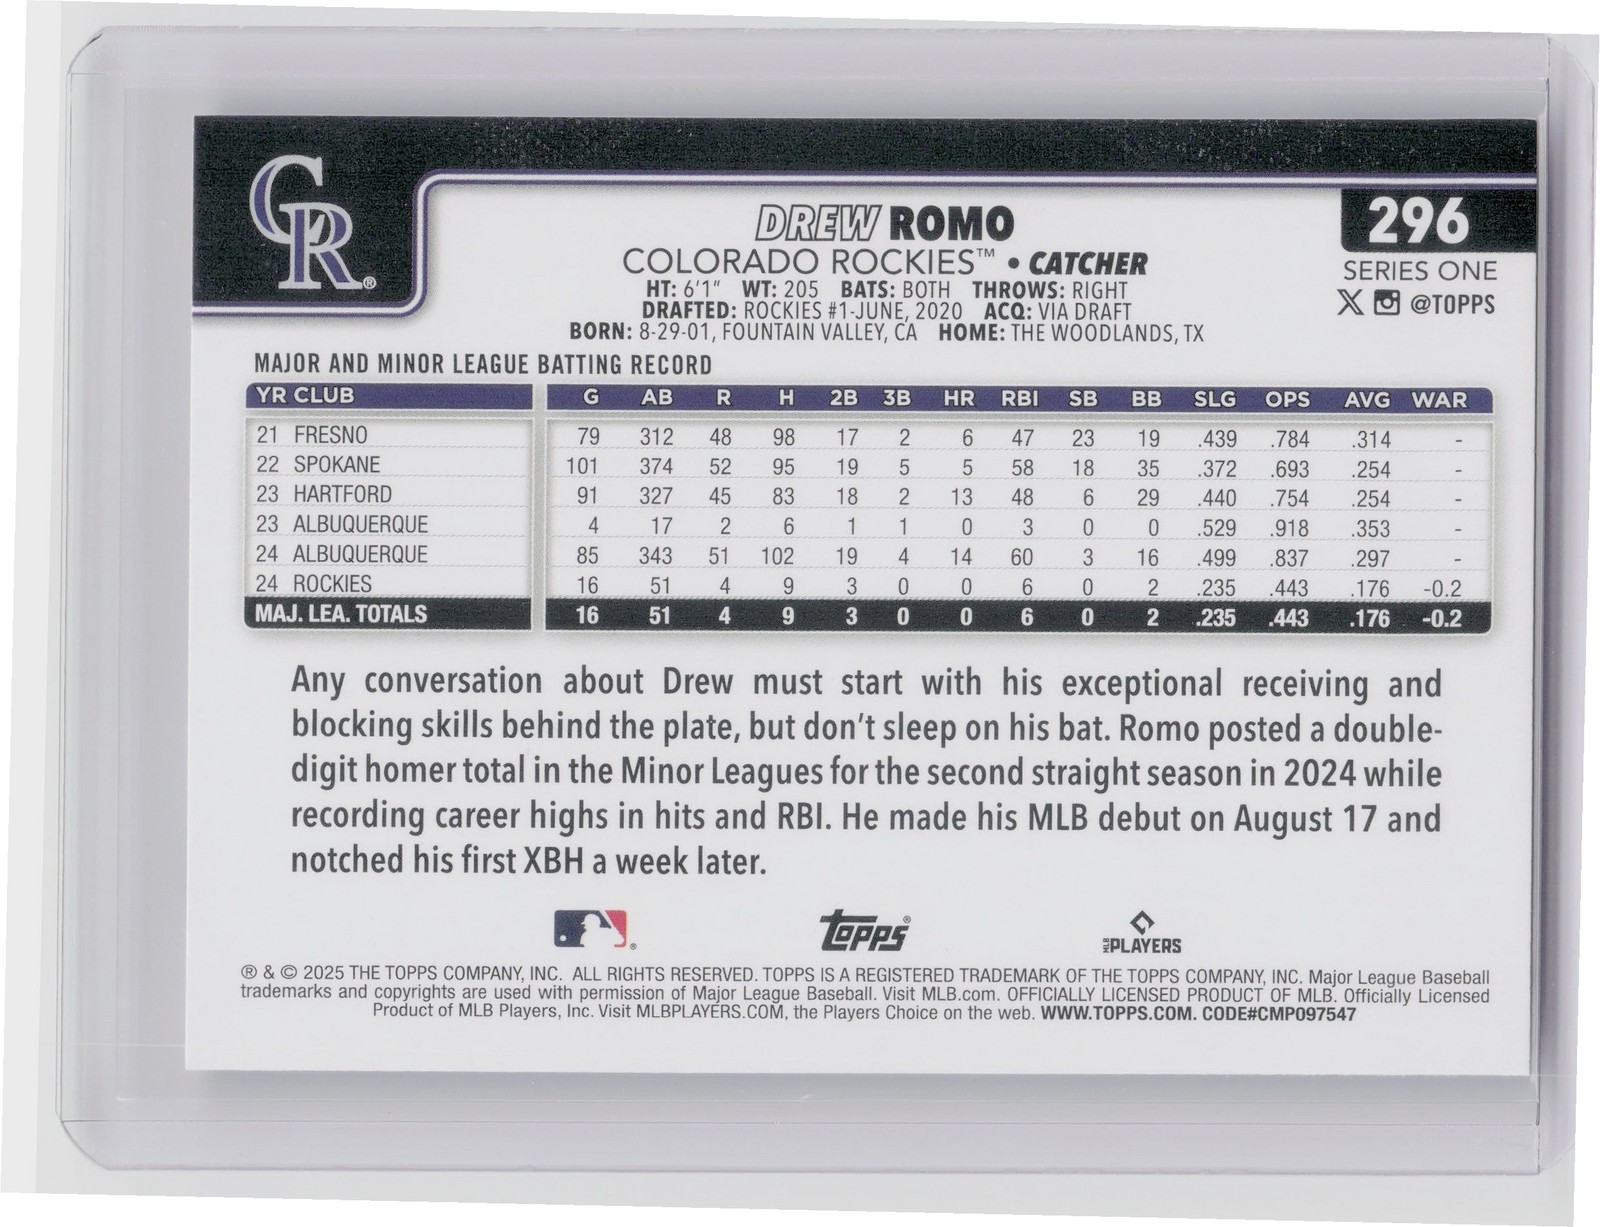 CR®
296
SERIES ONE
X @TOPPS
DREW ROMO
COLORADO ROCKIES™ • CATCHER
HT: 6'1" WT: 205 BATS: BOTH THROWS: RIGHT
DRAFTED: ROCKIES #1-JUNE, 2020 ACQ: VIA DRAFT
BORN: 8-29-01, FOUNTAIN VALLEY, CA HOME: THE WOODLANDS, TX
MAJOR AND MINOR LEAGUE BATTING RECORD
YR CLUB G AB R H 2B 3B HR RBI SB BB SLG OPS AVG WAR
21 FRESNO 79 312 48 98 17 2 6 47 23 19 .439 .784 .314 -
22 SPOKANE 101 374 52 95 19 5 5 58 18 35 .372 .693 .254 -
23 HARTFORD 91 327 45 83 18 2 13 48 6 29 .440 .754 .254 -
23 ALBUQUERQUE 4 17 2 6 1 1 0 3 0 0 .529 .918 .353 -
24 ALBUQUERQUE 85 343 51 102 19 4 14 60 3 16 .499 .837 .297 -
24 ROCKIES 16 51 4 9 3 0 0 6 0 2 .235 .443 .176 -0.2
MAJ. LEA. TOTALS 16 51 4 9 3 0 0 6 0 2 .235 .443 .176 -0.2
Any conversation about Drew must start with his exceptional receiving and
blocking skills behind the plate, but don't sleep on his bat. Romo posted a double-
digit homer total in the Minor Leagues for the second straight season in 2024 while
recording career highs in hits and RBI. He made his MLB debut on August 17 and
notched his first XBH a week later.
® Topps® MLB PLAYERS
® & © 2025 THE TOPPS COMPANY, INC. ALL RIGHTS RESERVED. TOPPS IS A REGISTERED TRADEMARK OF THE TOPPS COMPANY, INC. Major League Baseball
trademarks and copyrights are used with permission of Major League Baseball. Visit MLB.com. OFFICIALLY LICENSED PRODUCT OF MLB. Officially Licensed
Product of MLB Players, Inc. Visit MLBPLAYERS.COM, the Players Choice on the web. WWW.TOPPS.COM. CODE#CMP097547